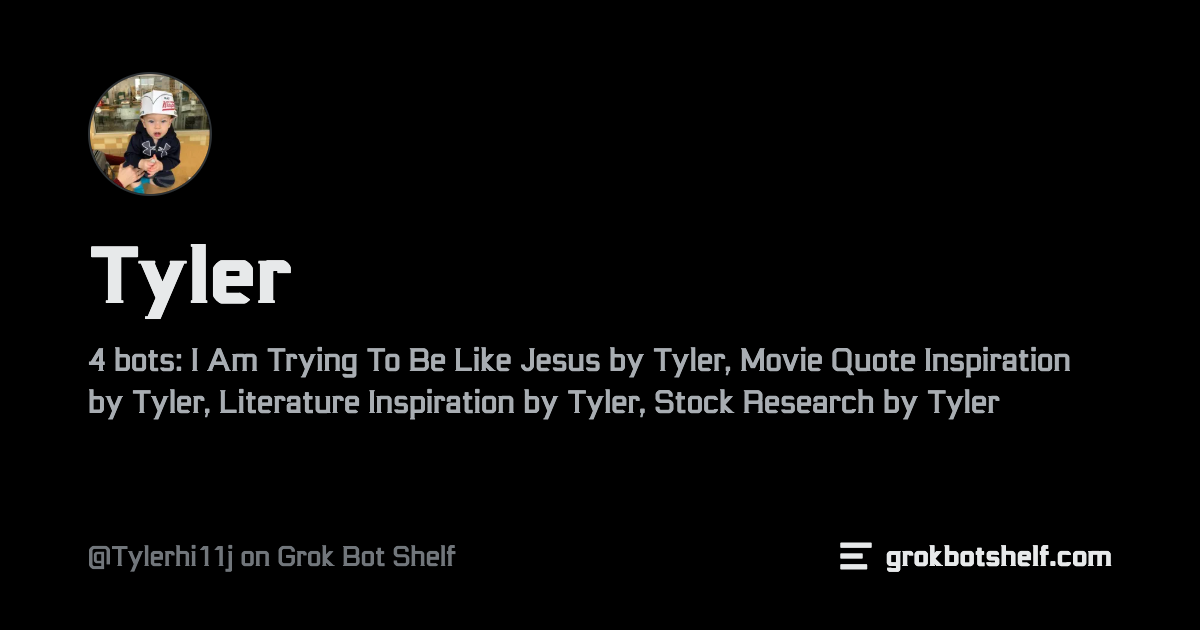 Tyler
4 bots: I Am Trying To Be Like Jesus by Tyler, Movie Quote Inspiration
by Tyler, Literature Inspiration by Tyler, Stock Research by Tyler
@Tylerhi11j on Grok Bot Shelf
grokbotshelf.com